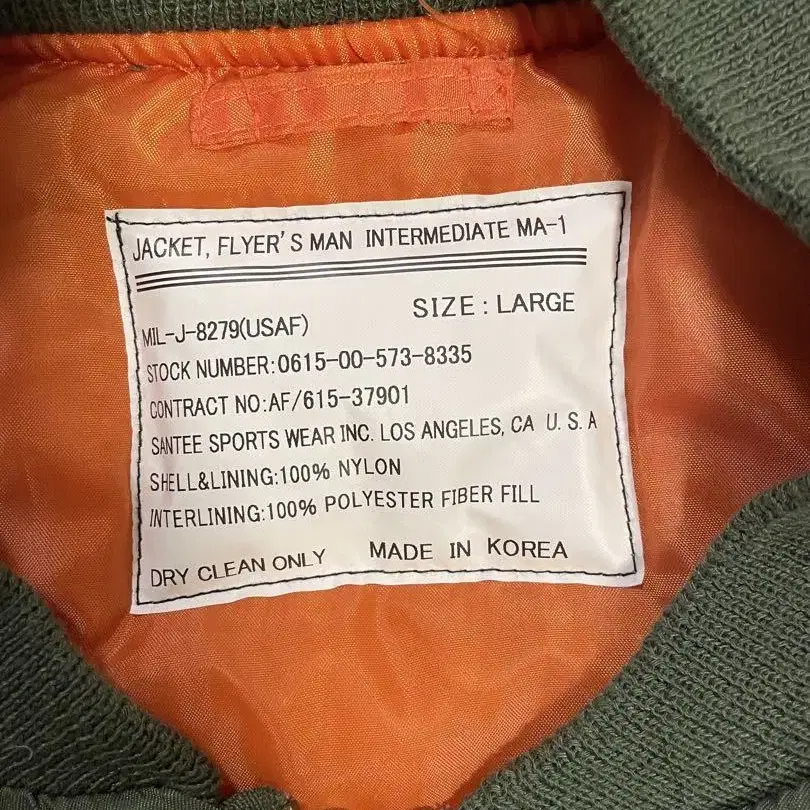 JACKET, FLYER'S MAN INTERMEDIATE MA-1
SIZE : LARGE
MIL-J-8279(USAF)
STOCK NUMBER:0615-00-573-8335
CONTRACT NO:AF/615-37901
SANTEE SPORTS WEAR INC. LOS ANGELES, CA U. S. A
SHELL&LINING:100% NYLON
INTERLINING:100% POLYESTER FIBER FILL
DRY CLEAN ONLY MADE IN KOREA